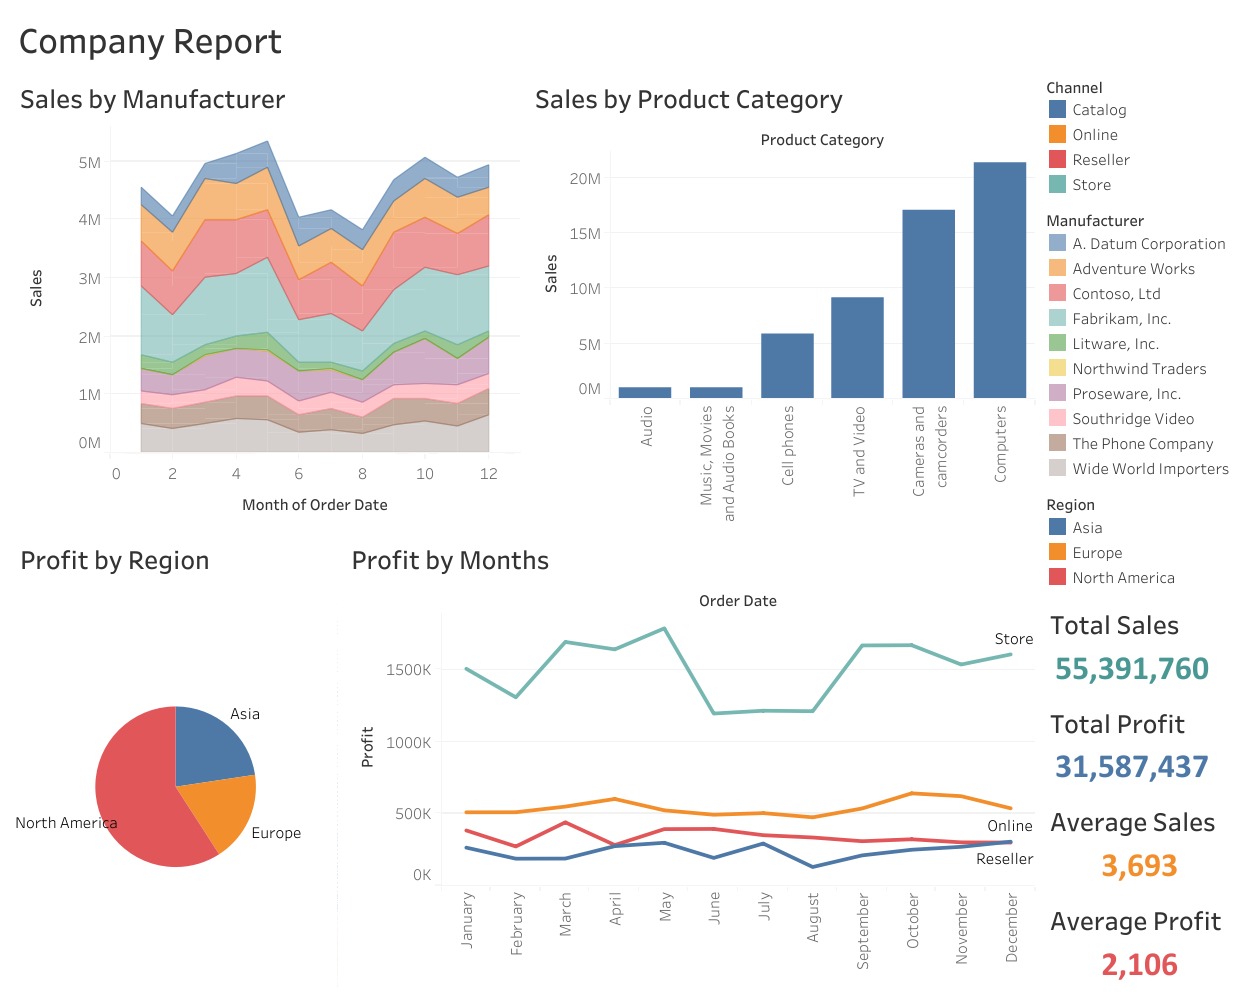 Company Report
Sales by Manufacturer
5M
4M
3M
2M
1M
0M
Sales
0 2 4 6 8 10 12
Month of Order Date
Sales by Product Category
Product Category
20M
15M
10M
5M
0M
Sales
Audio
Music, Movies
and Audio Books
Cell phones
TV and Video
Cameras and
camcorders
Computers
Channel
Catalog
Online
Reseller
Store
Manufacturer
A. Datum Corporation
Adventure Works
Contoso, Ltd
Fabrikam, Inc.
Litware, Inc.
Northwind Traders
Proseware, Inc.
Southridge Video
The Phone Company
Wide World Importers
Region
Asia
Europe
North America
Profit by Region
Asia
North America
Europe
Profit by Months
Order Date
1500K
1000K
500K
0K
Profit
Store
Online
Reseller
January
February
March
April
May
June
July
August
September
October
November
December
Total Sales
55,391,760
Total Profit
31,587,437
Average Sales
3,693
Average Profit
2,106